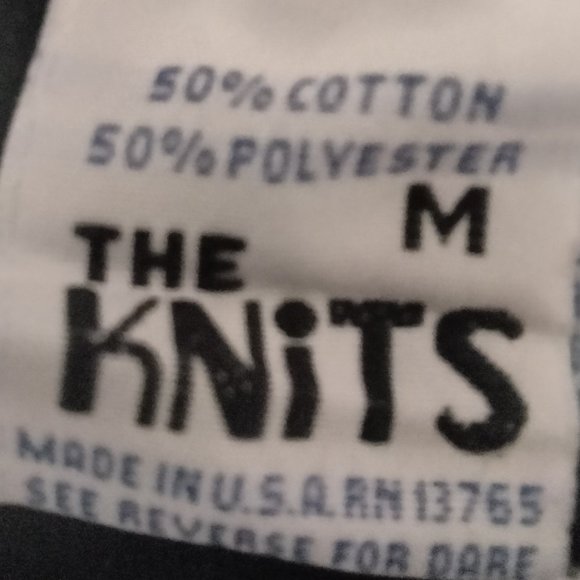 50% COTTON
50% POLYESTER
M
THE
KNiTS
MADE IN U.S.A. RN 13765
SEE REVERSE FOR CARE